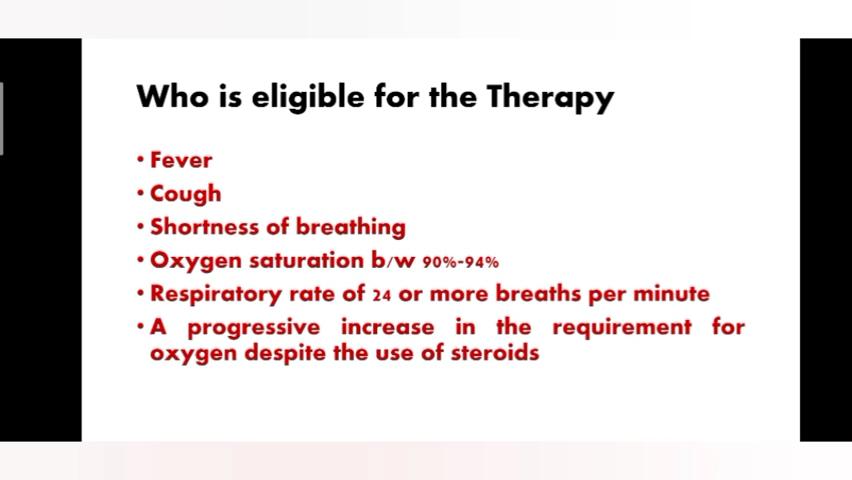 Who is eligible for the Therapy
• Fever
• Cough
• Shortness of breathing
• Oxygen saturation b/w 90%-94%
• Respiratory rate of 24 or more breaths per minute
• A progressive increase in the requirement for
oxygen despite the use of steroids